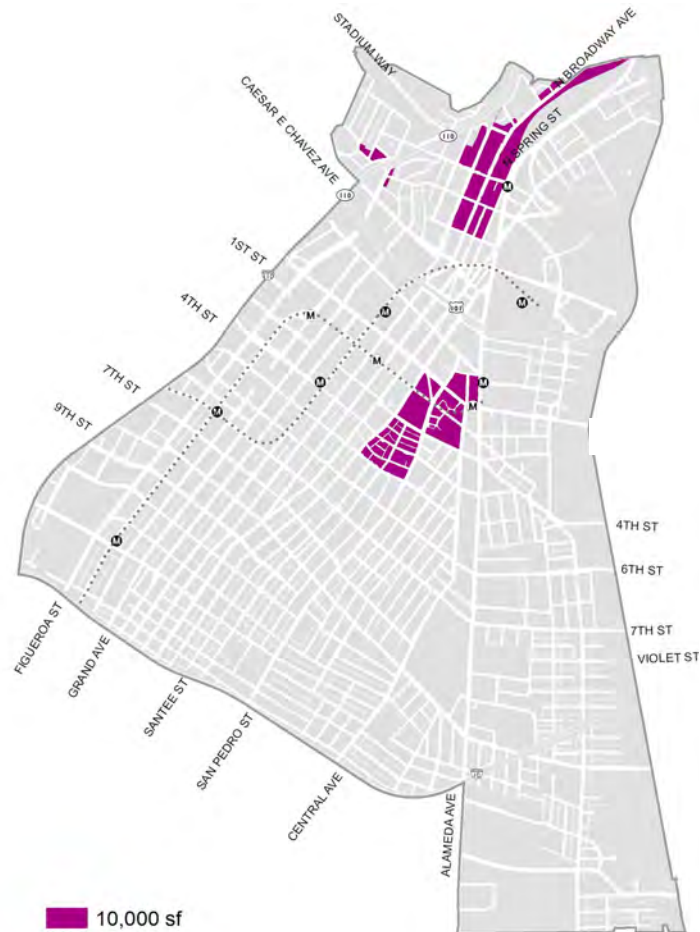 STADIUM WAY
N BROADWAY AVE
CAESAR E CHAVEZ AVE
110
N SPRING ST
M
110
1ST ST
M
101
4TH ST
M
M
M
7TH ST
M
M
M
M
9TH ST
4TH ST
M
6TH ST
FIGUEROA ST
7TH ST
GRAND AVE
VIOLET ST
SANTEE ST
SAN PEDRO ST
CENTRAL AVE
ALAMEDA AVE
10,000 sf